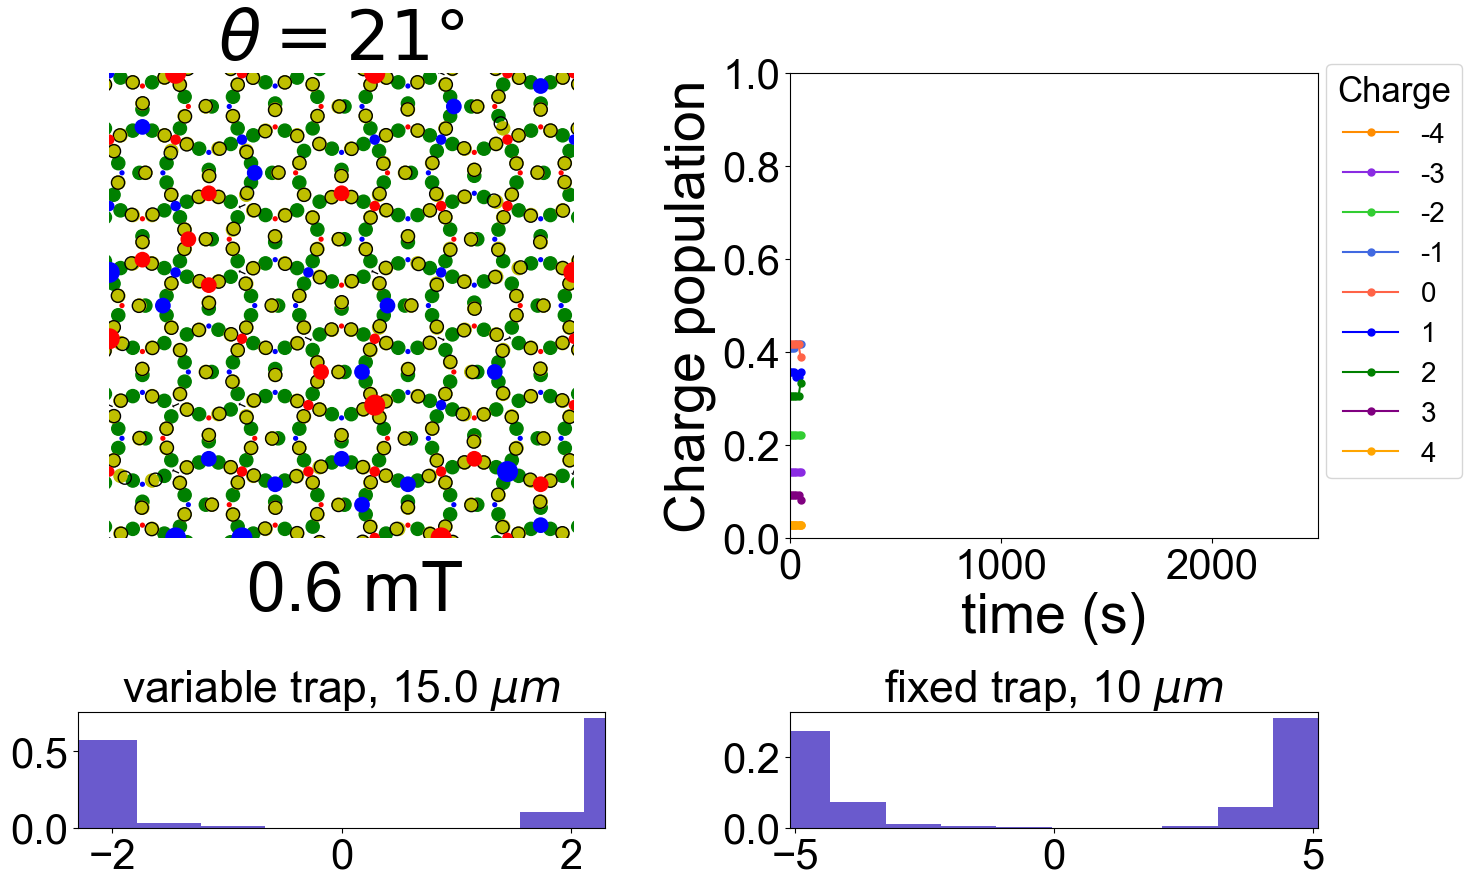 θ = 21°
0.6 mT
Charge population
1.0
0.8
0.6
0.4
0.2
0.0
0 1000 2000
time (s)
Charge
-4
-3
-2
-1
0
1
2
3
4
variable trap, 15.0 μm
0.5
0.0
−2 0 2
fixed trap, 10 μm
0.2
0.0
−5 0 5